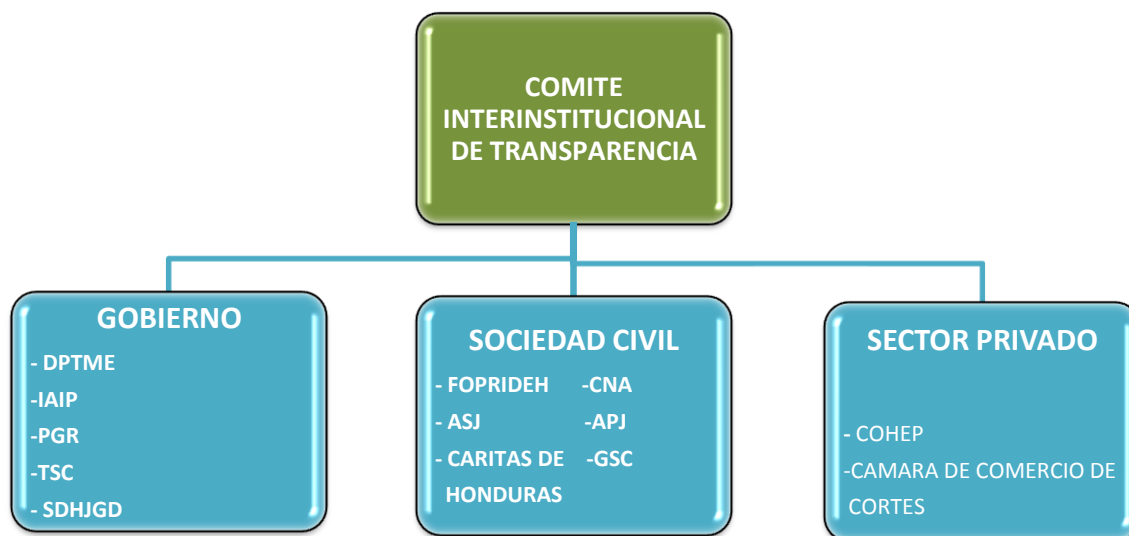 COMITE
INTERINSTITUCIONAL
DE TRANSPARENCIA
GOBIERNO
- DPTME
-IAIP
-PGR
-TSC
- SDHJGD
SOCIEDAD CIVIL
- FOPRIDEH -CNA
- ASJ -APJ
- CARITAS DE -GSC
HONDURAS
SECTOR PRIVADO
- COHEP
-CAMARA DE COMERCIO DE
CORTES